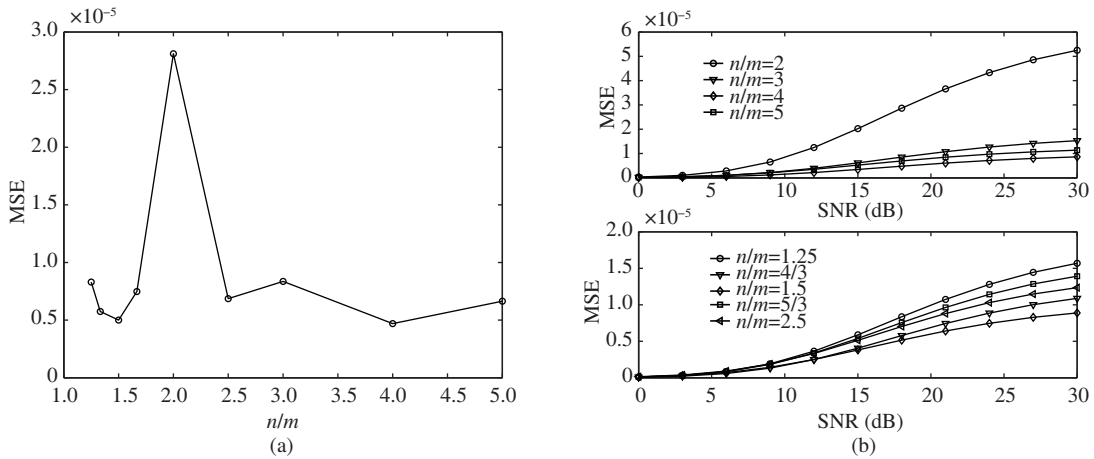 ×10⁻⁵
3.0
2.5
2.0
1.5
1.0
0.5
0
MSE
1.0 1.5 2.0 2.5 3.0 3.5 4.0 4.5 5.0
n/m
(a)
×10⁻⁵
6
5
4
3
2
1
0
MSE
n/m=2
n/m=3
n/m=4
n/m=5
0 5 10 15 20 25 30
SNR (dB)
×10⁻⁵
2.0
1.5
1.0
0.5
0
MSE
n/m=1.25
n/m=4/3
n/m=1.5
n/m=5/3
n/m=2.5
0 5 10 15 20 25 30
SNR (dB)
(b)